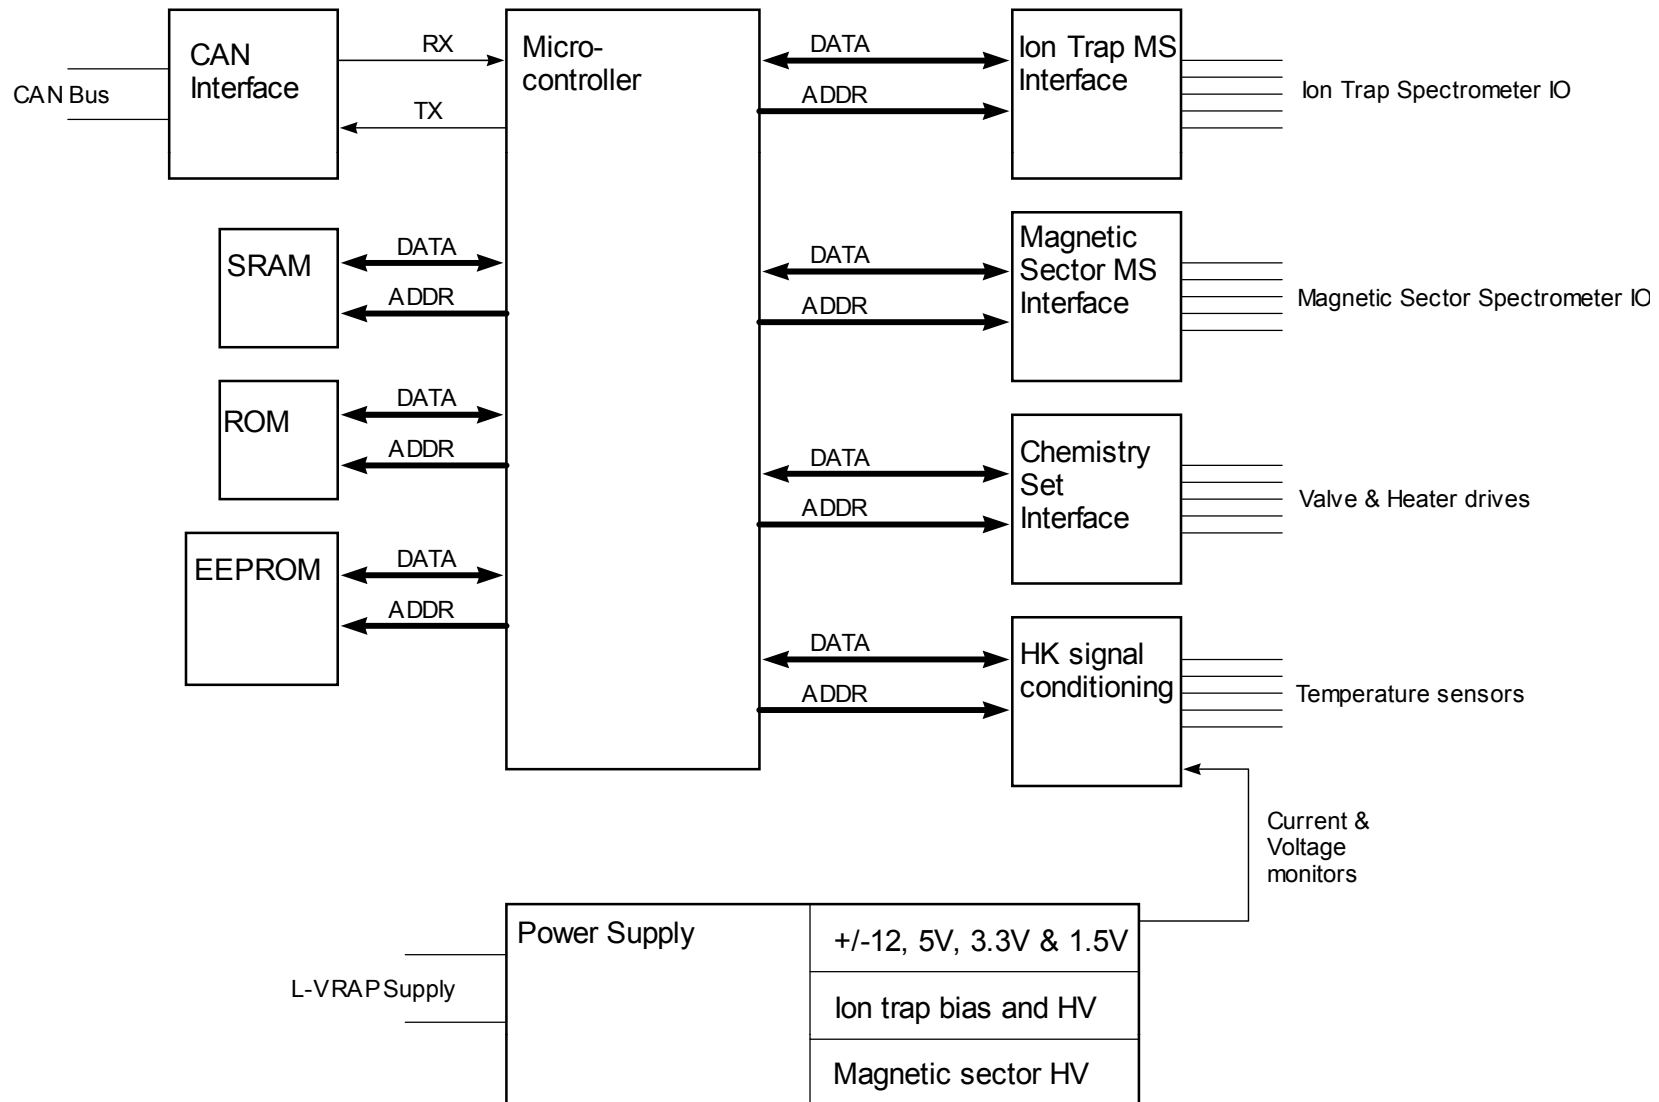 CAN
Interface
CAN Bus
RX
TX
Micro-
controller
DATA
ADDR
Ion Trap MS
Interface
Ion Trap Spectrometer IO
SRAM
DATA
ADDR
DATA
ADDR
Magnetic
Sector MS
Interface
Magnetic Sector Spectrometer IO
ROM
DATA
ADDR
DATA
ADDR
Chemistry
Set
Interface
Valve & Heater drives
EEPROM
DATA
ADDR
DATA
ADDR
HK signal
conditioning
Temperature sensors
Current &
Voltage
monitors
Power Supply
L-VRAP Supply
+/-12, 5V, 3.3V & 1.5V
Ion trap bias and HV
Magnetic sector HV